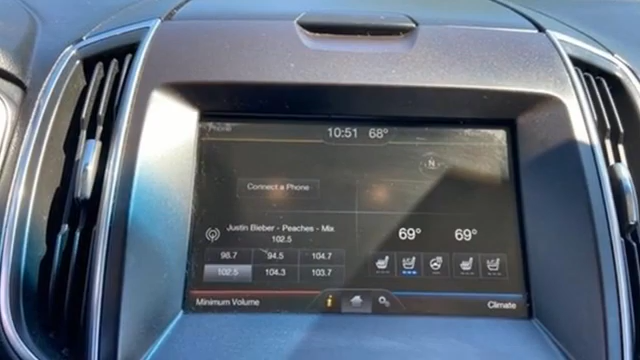 Phone
10:51 68°
N
Connect a Phone
Justin Bieber - Peaches - Mix
102.5
69° 69°
98.7 94.5 104.7
102.5 104.3 103.7
Minimum Volume
Climate